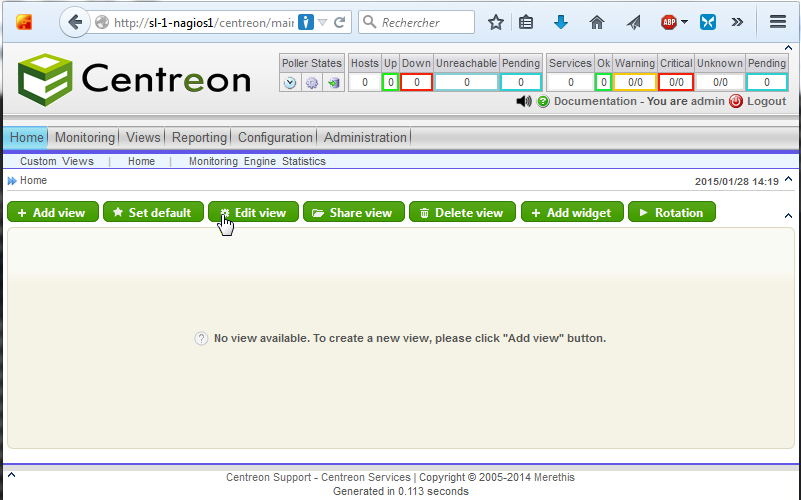 http://sl-1-nagios1/centreon/mai
Rechercher
ABP
Centreon
Poller States
Hosts Up Down Unreachable Pending
0 0 0 0 0
Services Ok Warning Critical Unknown Pending
0 0 0/0 0/0 0/0 0
Documentation - You are admin Logout
Home Monitoring Views Reporting Configuration Administration
Custom Views | Home | Monitoring Engine Statistics
Home
2015/01/28 14:19
+ Add view
Set default
Edit view
Share view
Delete view
+ Add widget
Rotation
? No view available. To create a new view, please click "Add view" button.
Centreon Support - Centreon Services | Copyright © 2005-2014 Merethis
Generated in 0.113 seconds